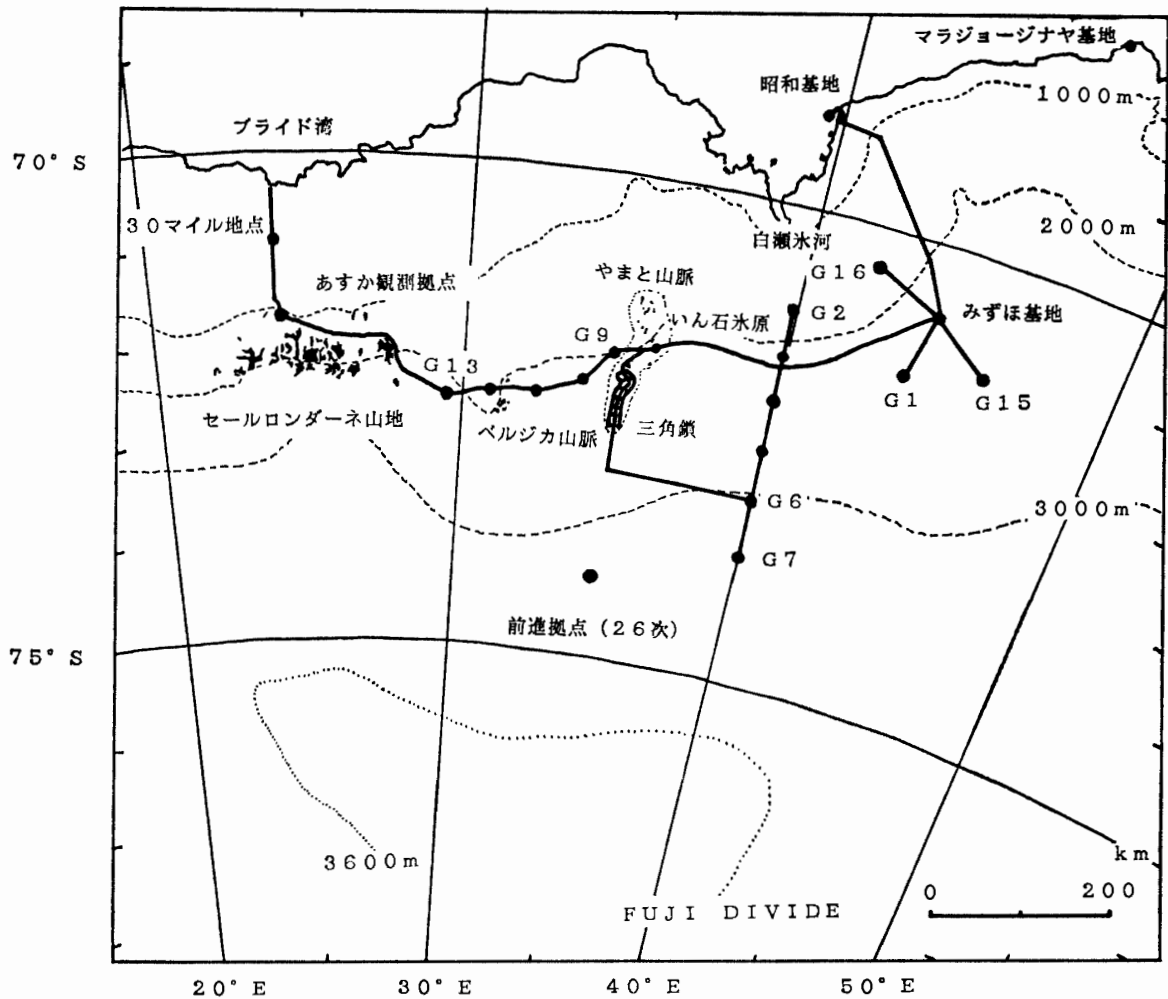 マラジョージナヤ基地
昭和基地
1000m
ブライド湾
70°S
30マイル地点
2000m
白瀬氷河
やまと山脈
G16
あすか観測拠点
G2
みずほ基地
いん石氷原
G9
G13
G1
G15
セールロンダーネ山地
ベルジカ山脈
三角鎖
G6
3000m
G7
前進拠点(26次)
75°S
km
3600m
0
200
FUJI DIVIDE
20°E
30°E
40°E
50°E